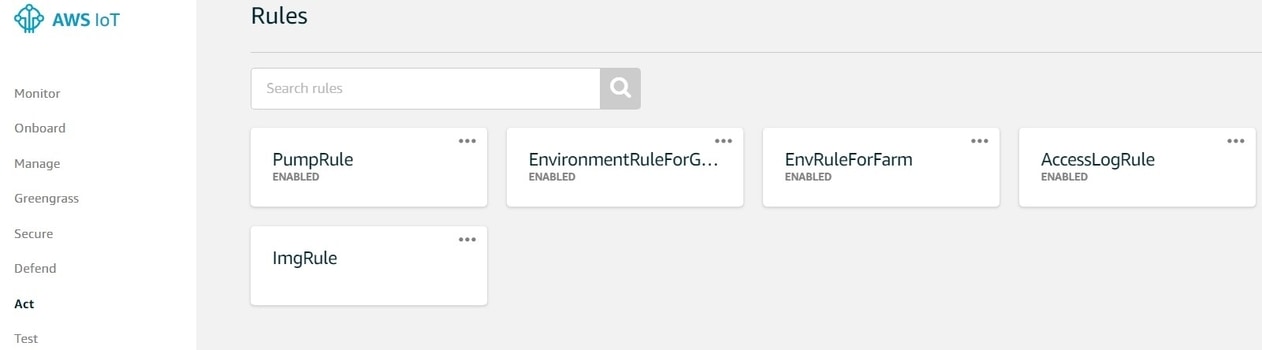 AWS IoT
Rules
Monitor
Onboard
Manage
Greengrass
Secure
Defend
Act
Test
Search rules
PumpRule
ENABLED
EnvironmentRuleForG...
ENABLED
EnvRuleForFarm
ENABLED
AccessLogRule
ENABLED
ImgRule